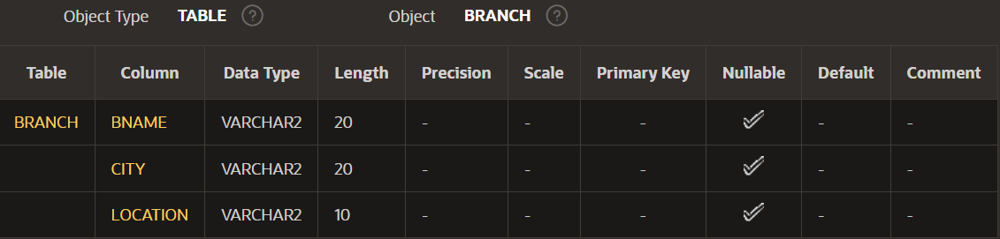 Object Type TABLE ? Object BRANCH ?
Table Column Data Type Length Precision Scale Primary Key Nullable Default Comment
BRANCH BNAME VARCHAR2 20 - - - - -
CITY VARCHAR2 20 - - - - -
LOCATION VARCHAR2 10 - - - - -